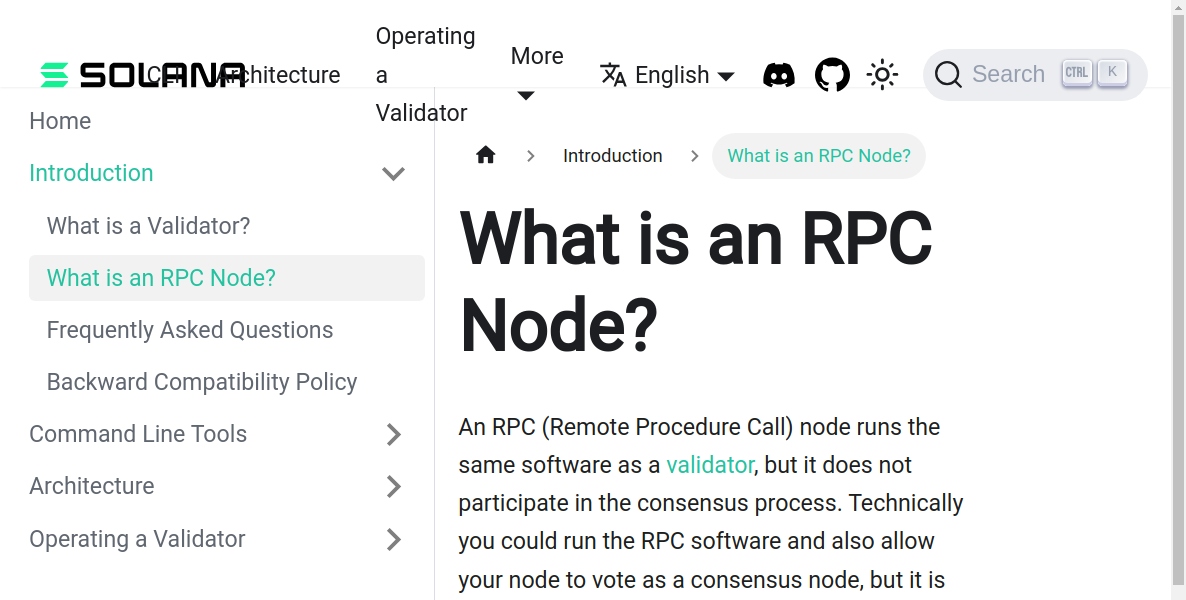 SOLANA
CLI
Architecture
Operating
a
Validator
More
English
Search
CTRL
K
Home
Introduction
What is a Validator?
What is an RPC Node?
Frequently Asked Questions
Backward Compatibility Policy
Command Line Tools
Architecture
Operating a Validator
Introduction
What is an RPC Node?
What is an RPC
Node?
An RPC (Remote Procedure Call) node runs the
same software as a validator, but it does not
participate in the consensus process. Technically
you could run the RPC software and also allow
your node to vote as a consensus node, but it is